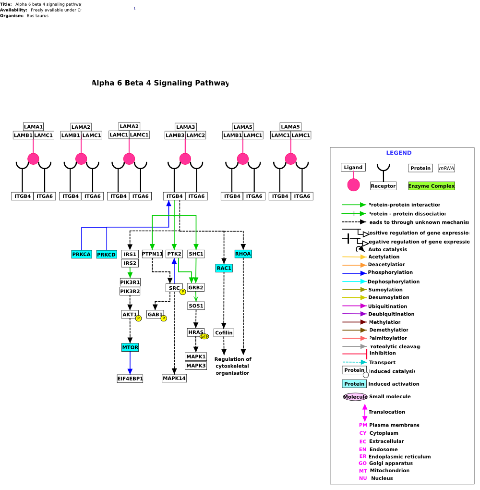 Title: Alpha 6 beta 4 signaling pathwa
Availability: Freely available under C
Organism: Bos taurus
Alpha 6 Beta 4 Signaling Pathway
LAMA1 LAMA2 LAMA2 LAMA3 LAMA5 LAMA5
LAMB1 LAMC1 LAMB1 LAMC1 LAMC1 LAMC1 LAMB3 LAMC2 LAMB1 LAMC1 LAMC1 LAMC1
ITGB4 ITGA6 ITGB4 ITGA6 ITGB4 ITGA6 ITGB4 ITGA6 ITGB4 ITGA6 ITGB4 ITGA6
PRKCA PRKCD IRS1 PTPN11 PTK2 SHC1 RHOA
IRS2
RAC1
PIK3R1
PIK3R2
SRC P GRB2
SOS1
AKT1 P GAB1 P
HRAS Cofilin
MTOR
MAPK1
MAPK3
Regulation of
cytoskeletal
organisation
EIF4EBP1 MAPK14
LEGEND
Ligand
Receptor
Protein mRNA
Enzyme Complex
Protein-protein interaction
Protein - protein dissociation
Leads to through unknown mechanism
Positive regulation of gene expressio
Negative regulation of gene expressio
Auto catalysis
Acetylation
Deacetylation
Phosphorylation
Dephosphorylation
Sumoylation
Desumoylation
Ubiquitination
Deubiquitination
Methylation
Demethylation
Palmitoylation
Proteolytic cleavag
Inhibition
Transport
Protein Induced catalysis
Protein Induced activation
Molecule Small molecule
Translocation
PM Plasma membrane
CY Cytoplasm
EC Extracellular
EN Endosome
ER Endoplasmic reticulum
GO Golgi apparatus
MT Mitochondrion
NU Nucleus